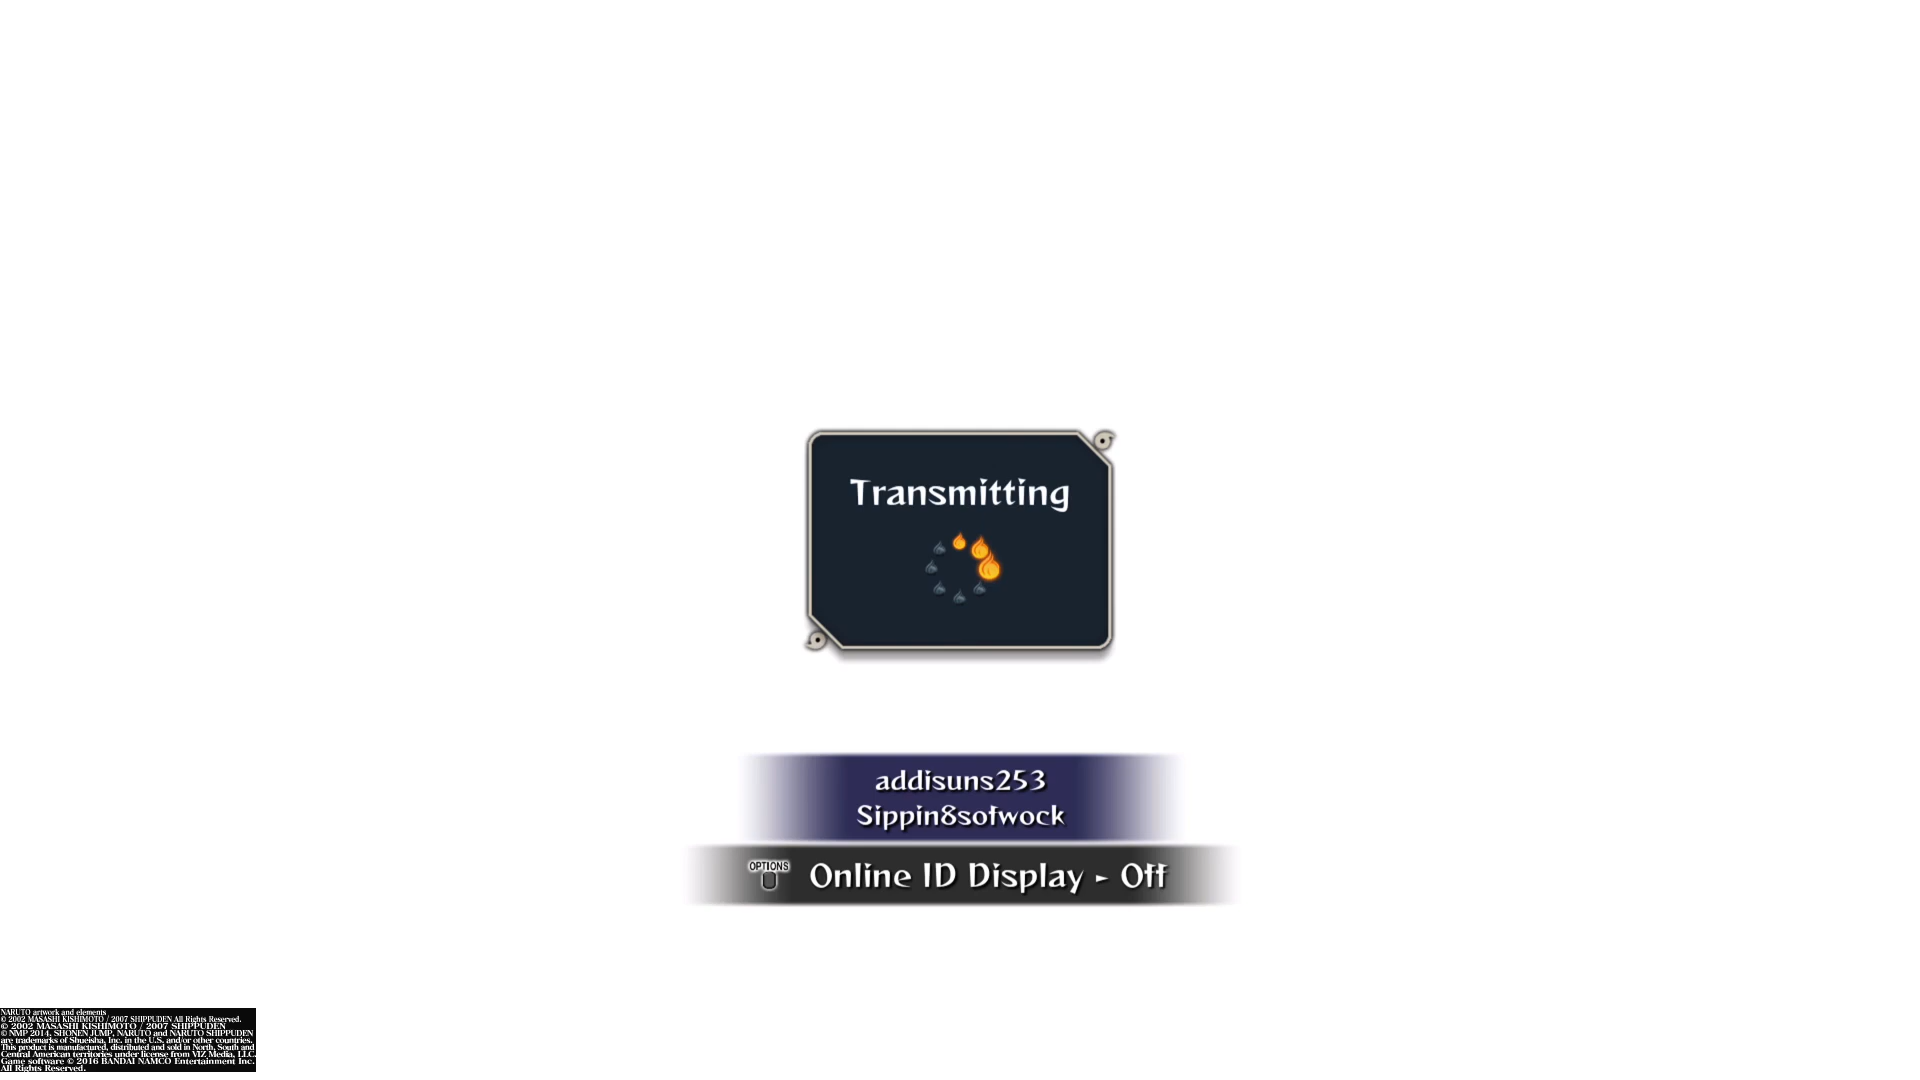 Transmitting
addisuns253
Sippin8sofwock
OPTIONS
Online ID Display - Off
NARUTO artwork and elements
© 2002 MASASHI KISHIMOTO / 2007 SHIPPUDEN All Rights Reserved.
© 2002 MASASHI KISHIMOTO / 2007 SHIPPUDEN
© NMP 2014. SHONEN JUMP, NARUTO and NARUTO SHIPPUDEN
are trademarks of Shueisha, Inc. in the U.S. and/or other countries.
This product is manufactured, distributed and sold in North, South and
Central American territories under license from VIZ Media, LLC.
Game software © 2016 BANDAI NAMCO Entertainment Inc.
All Rights Reserved.